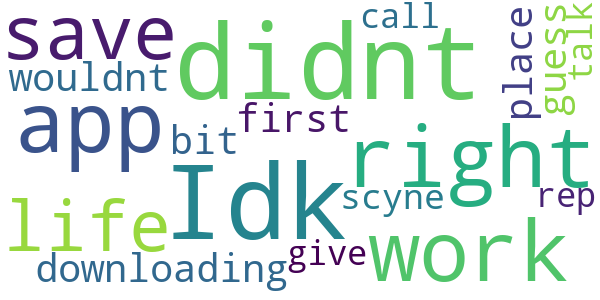 save
didnt
call
place
guess
talk
wouldnt
app
bit
first
right
life
Idk
scyne
rep
work
downloading
give